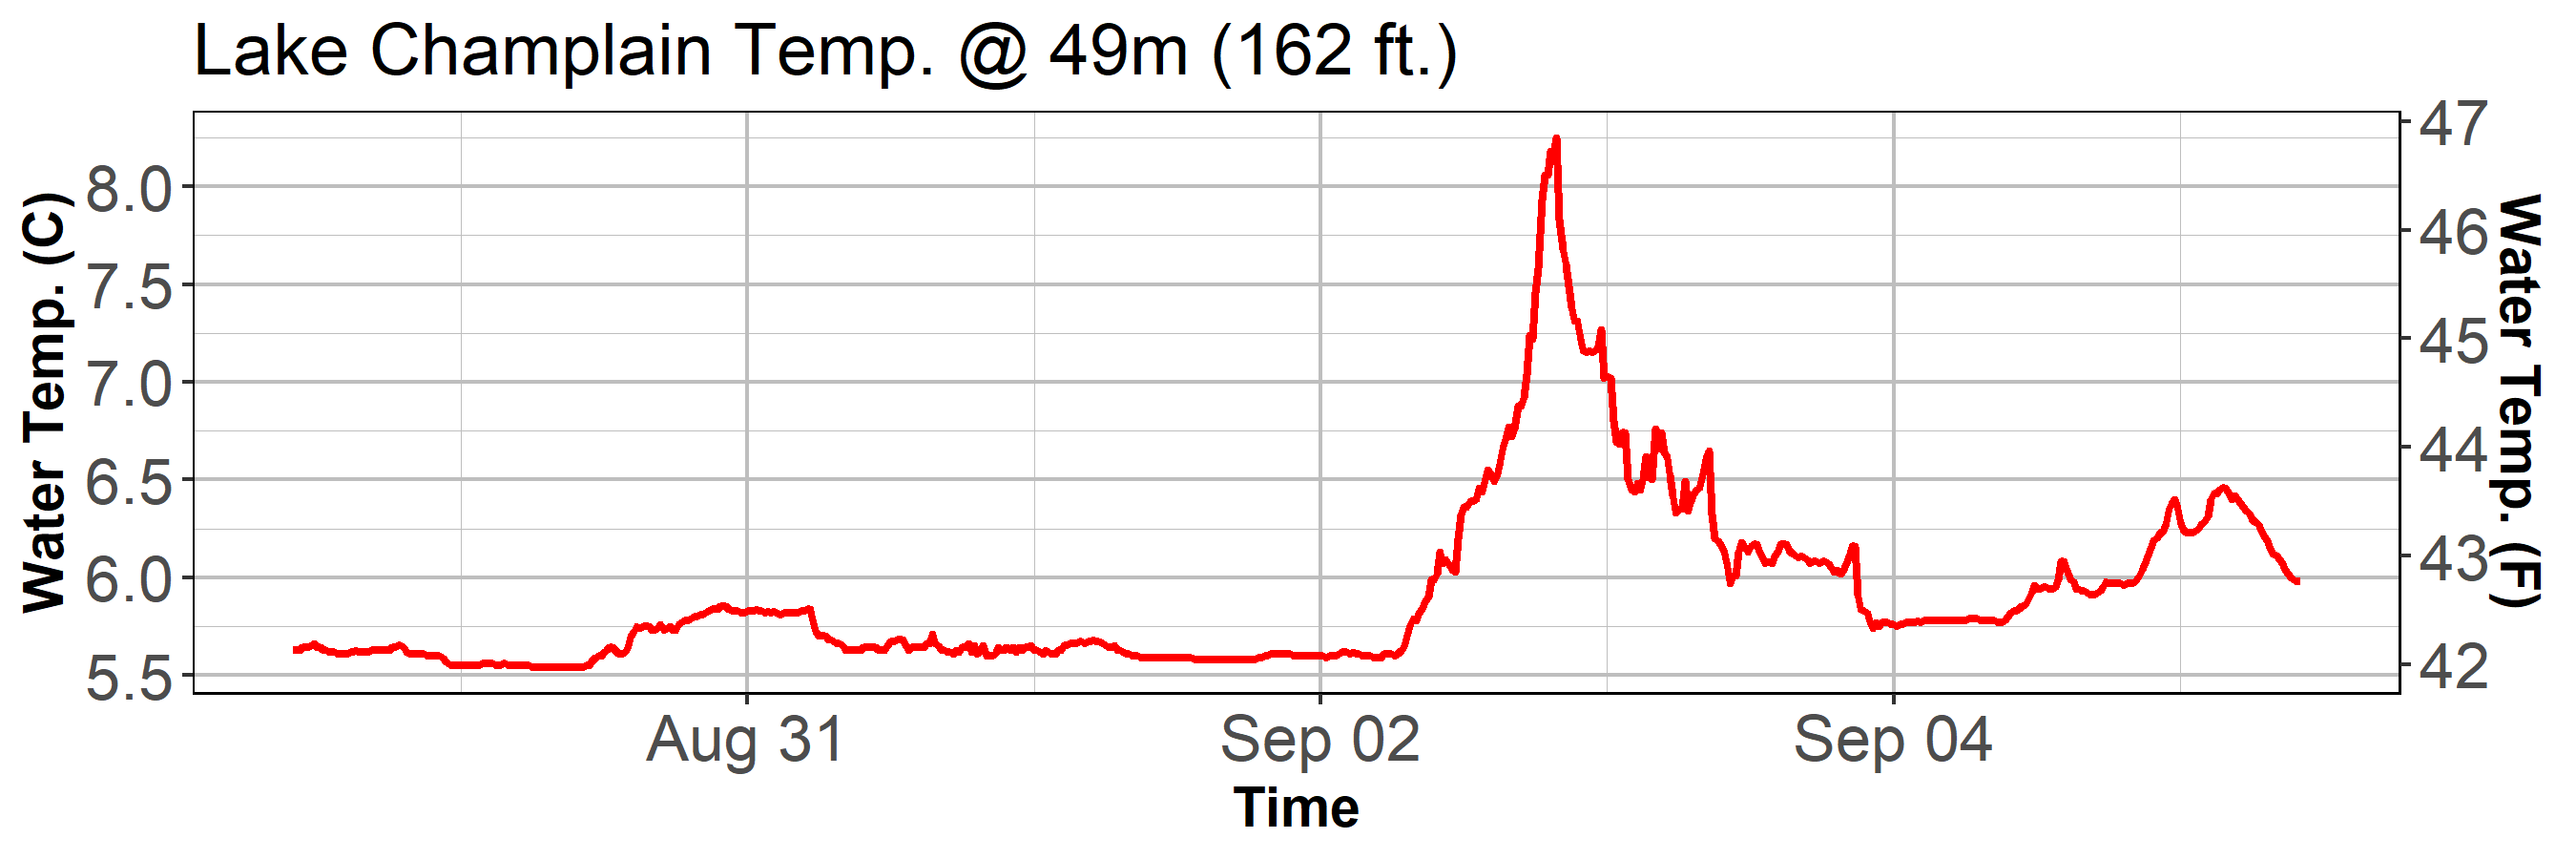 Lake Champlain Temp. @ 49m (162 ft.)
Water Temp. (C)
8.0
7.5
7.0
6.5
6.0
5.5
47
46
45
44
43
42
Water Temp. (F)
Aug 31
Sep 02
Sep 04
Time